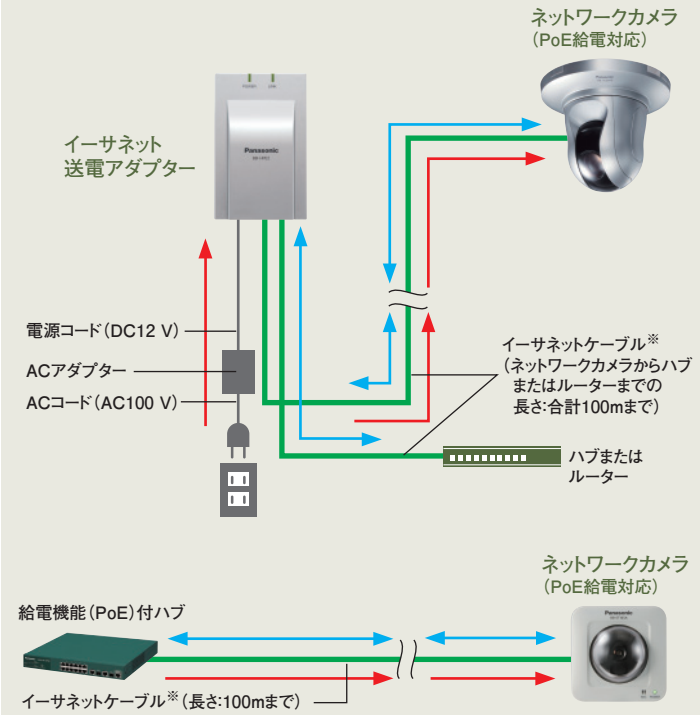 ネットワークカメラ
（PoE給電対応）
イーサネット
送電アダプター
Panasonic
電源コード（DC12 V）
ACアダプター
ACコード（AC100 V）
イーサネットケーブル※
（ネットワークカメラからハブ
またはルーターまでの
長さ:合計100mまで）
ハブまたは
ルーター
ネットワークカメラ
（PoE給電対応）
給電機能（PoE）付ハブ
Panasonic
イーサネットケーブル※（長さ:100mまで）